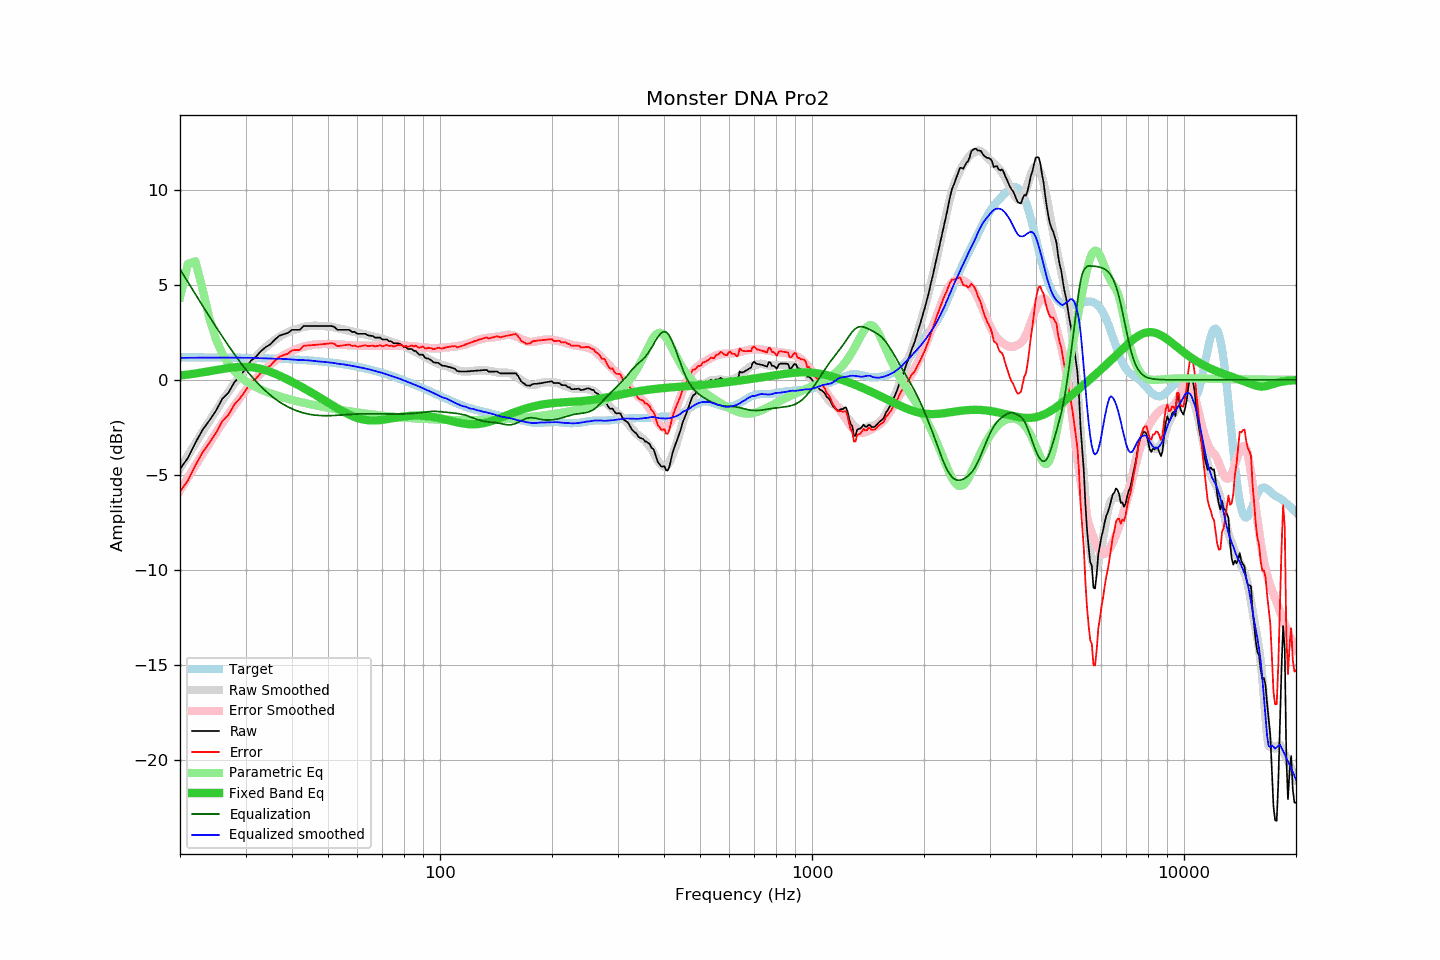 Monster DNA Pro2
10
5
0
−5
−10
−15
−20
Amplitude (dBr)
Target
Raw Smoothed
Error Smoothed
Raw
Error
Parametric Eq
Fixed Band Eq
Equalization
Equalized smoothed
100
1000
10000
Frequency (Hz)